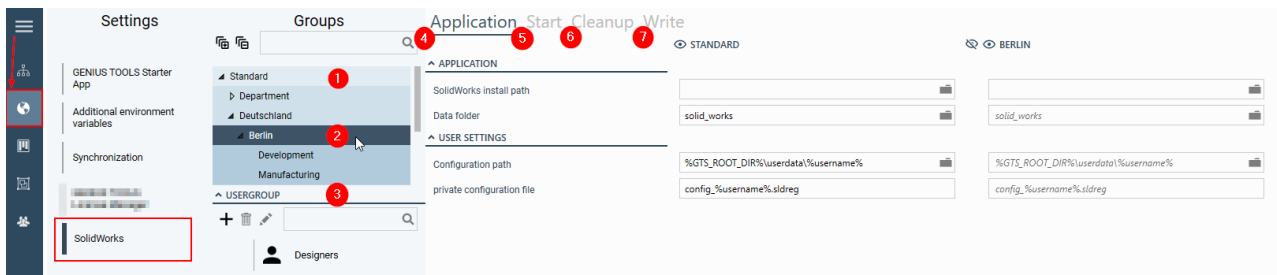 Settings
GENIUS TOOLS Starter
App
Additional environment
variables
Synchronization
SolidWorks
Groups
Standard
1
Department
Deutschland
Berlin
2
Development
Manufacturing
USERGROUP
3
Designers
Application Start Cleanup Write
4
5
6
7
STANDARD
BERLIN
APPLICATION
SolidWorks install path
Data folder
solid_works
solid_works
USER SETTINGS
Configuration path
%GTS_ROOT_DIR%\userdata\%username%
%GTS_ROOT_DIR%\userdata\%username%
private configuration file
config_%username%.sldreg
config_%username%.sldreg